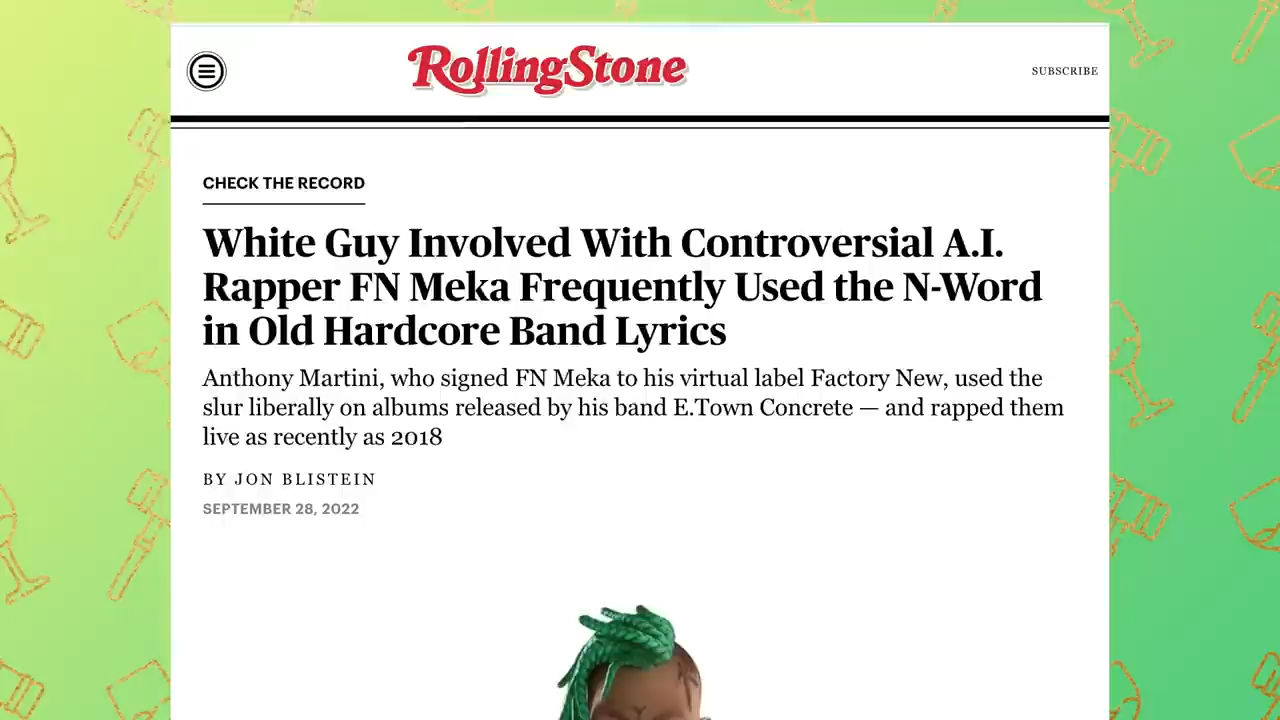 RollingStone
SUBSCRIBE
CHECK THE RECORD
White Guy Involved With Controversial A.I.
Rapper FN Meka Frequently Used the N-Word
in Old Hardcore Band Lyrics
Anthony Martini, who signed FN Meka to his virtual label Factory New, used the
slur liberally on albums released by his band E.Town Concrete — and rapped them
live as recently as 2018
BY JON BLISTEIN
SEPTEMBER 28, 2022